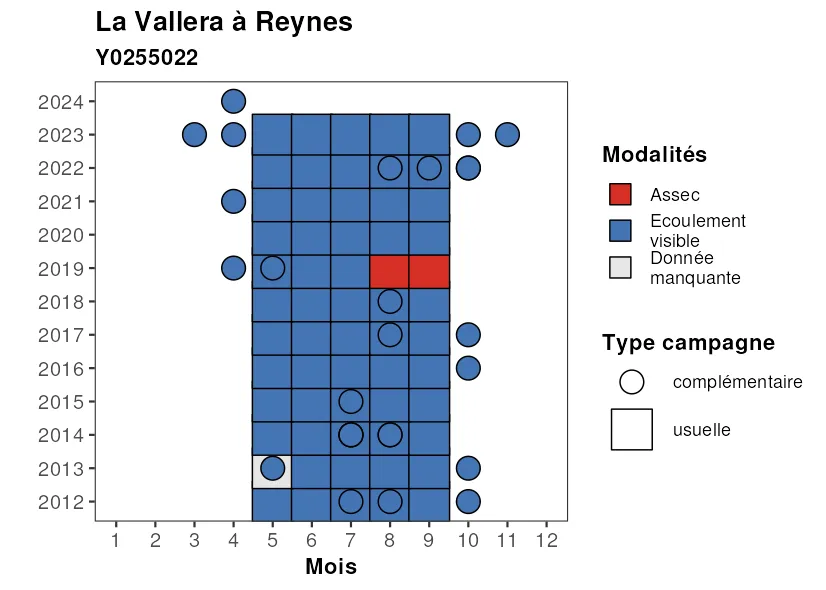 La Vallera à Reynes
Y0255022
2024
2023
2022
2021
2020
2019
2018
2017
2016
2015
2014
2013
2012
1 2 3 4 5 6 7 8 9 10 11 12
Mois
Modalités
Assec
Ecoulement
visible
Donnée
manquante
Type campagne
complémentaire
usuelle